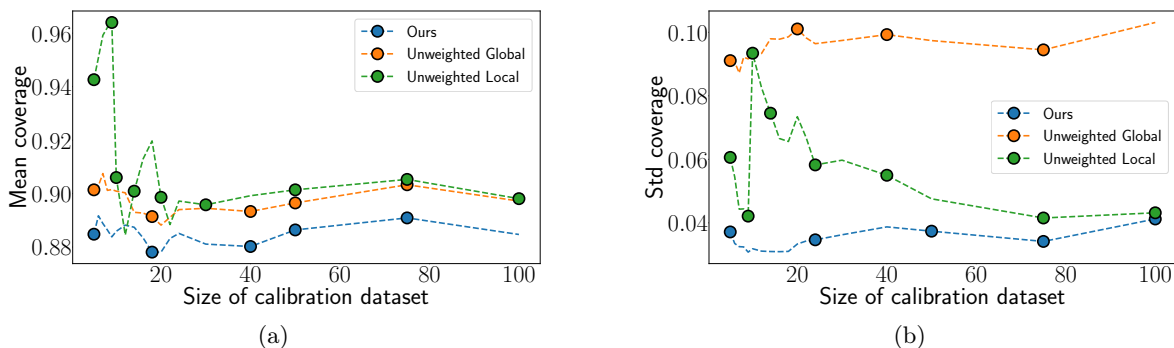 0.96
0.94
0.92
0.90
0.88
Mean coverage
Ours
Unweighted Global
Unweighted Local
20
40
60
80
100
Size of calibration dataset
(a)
0.10
0.08
0.06
0.04
Std coverage
Ours
Unweighted Global
Unweighted Local
20
40
60
80
100
Size of calibration dataset
(b)